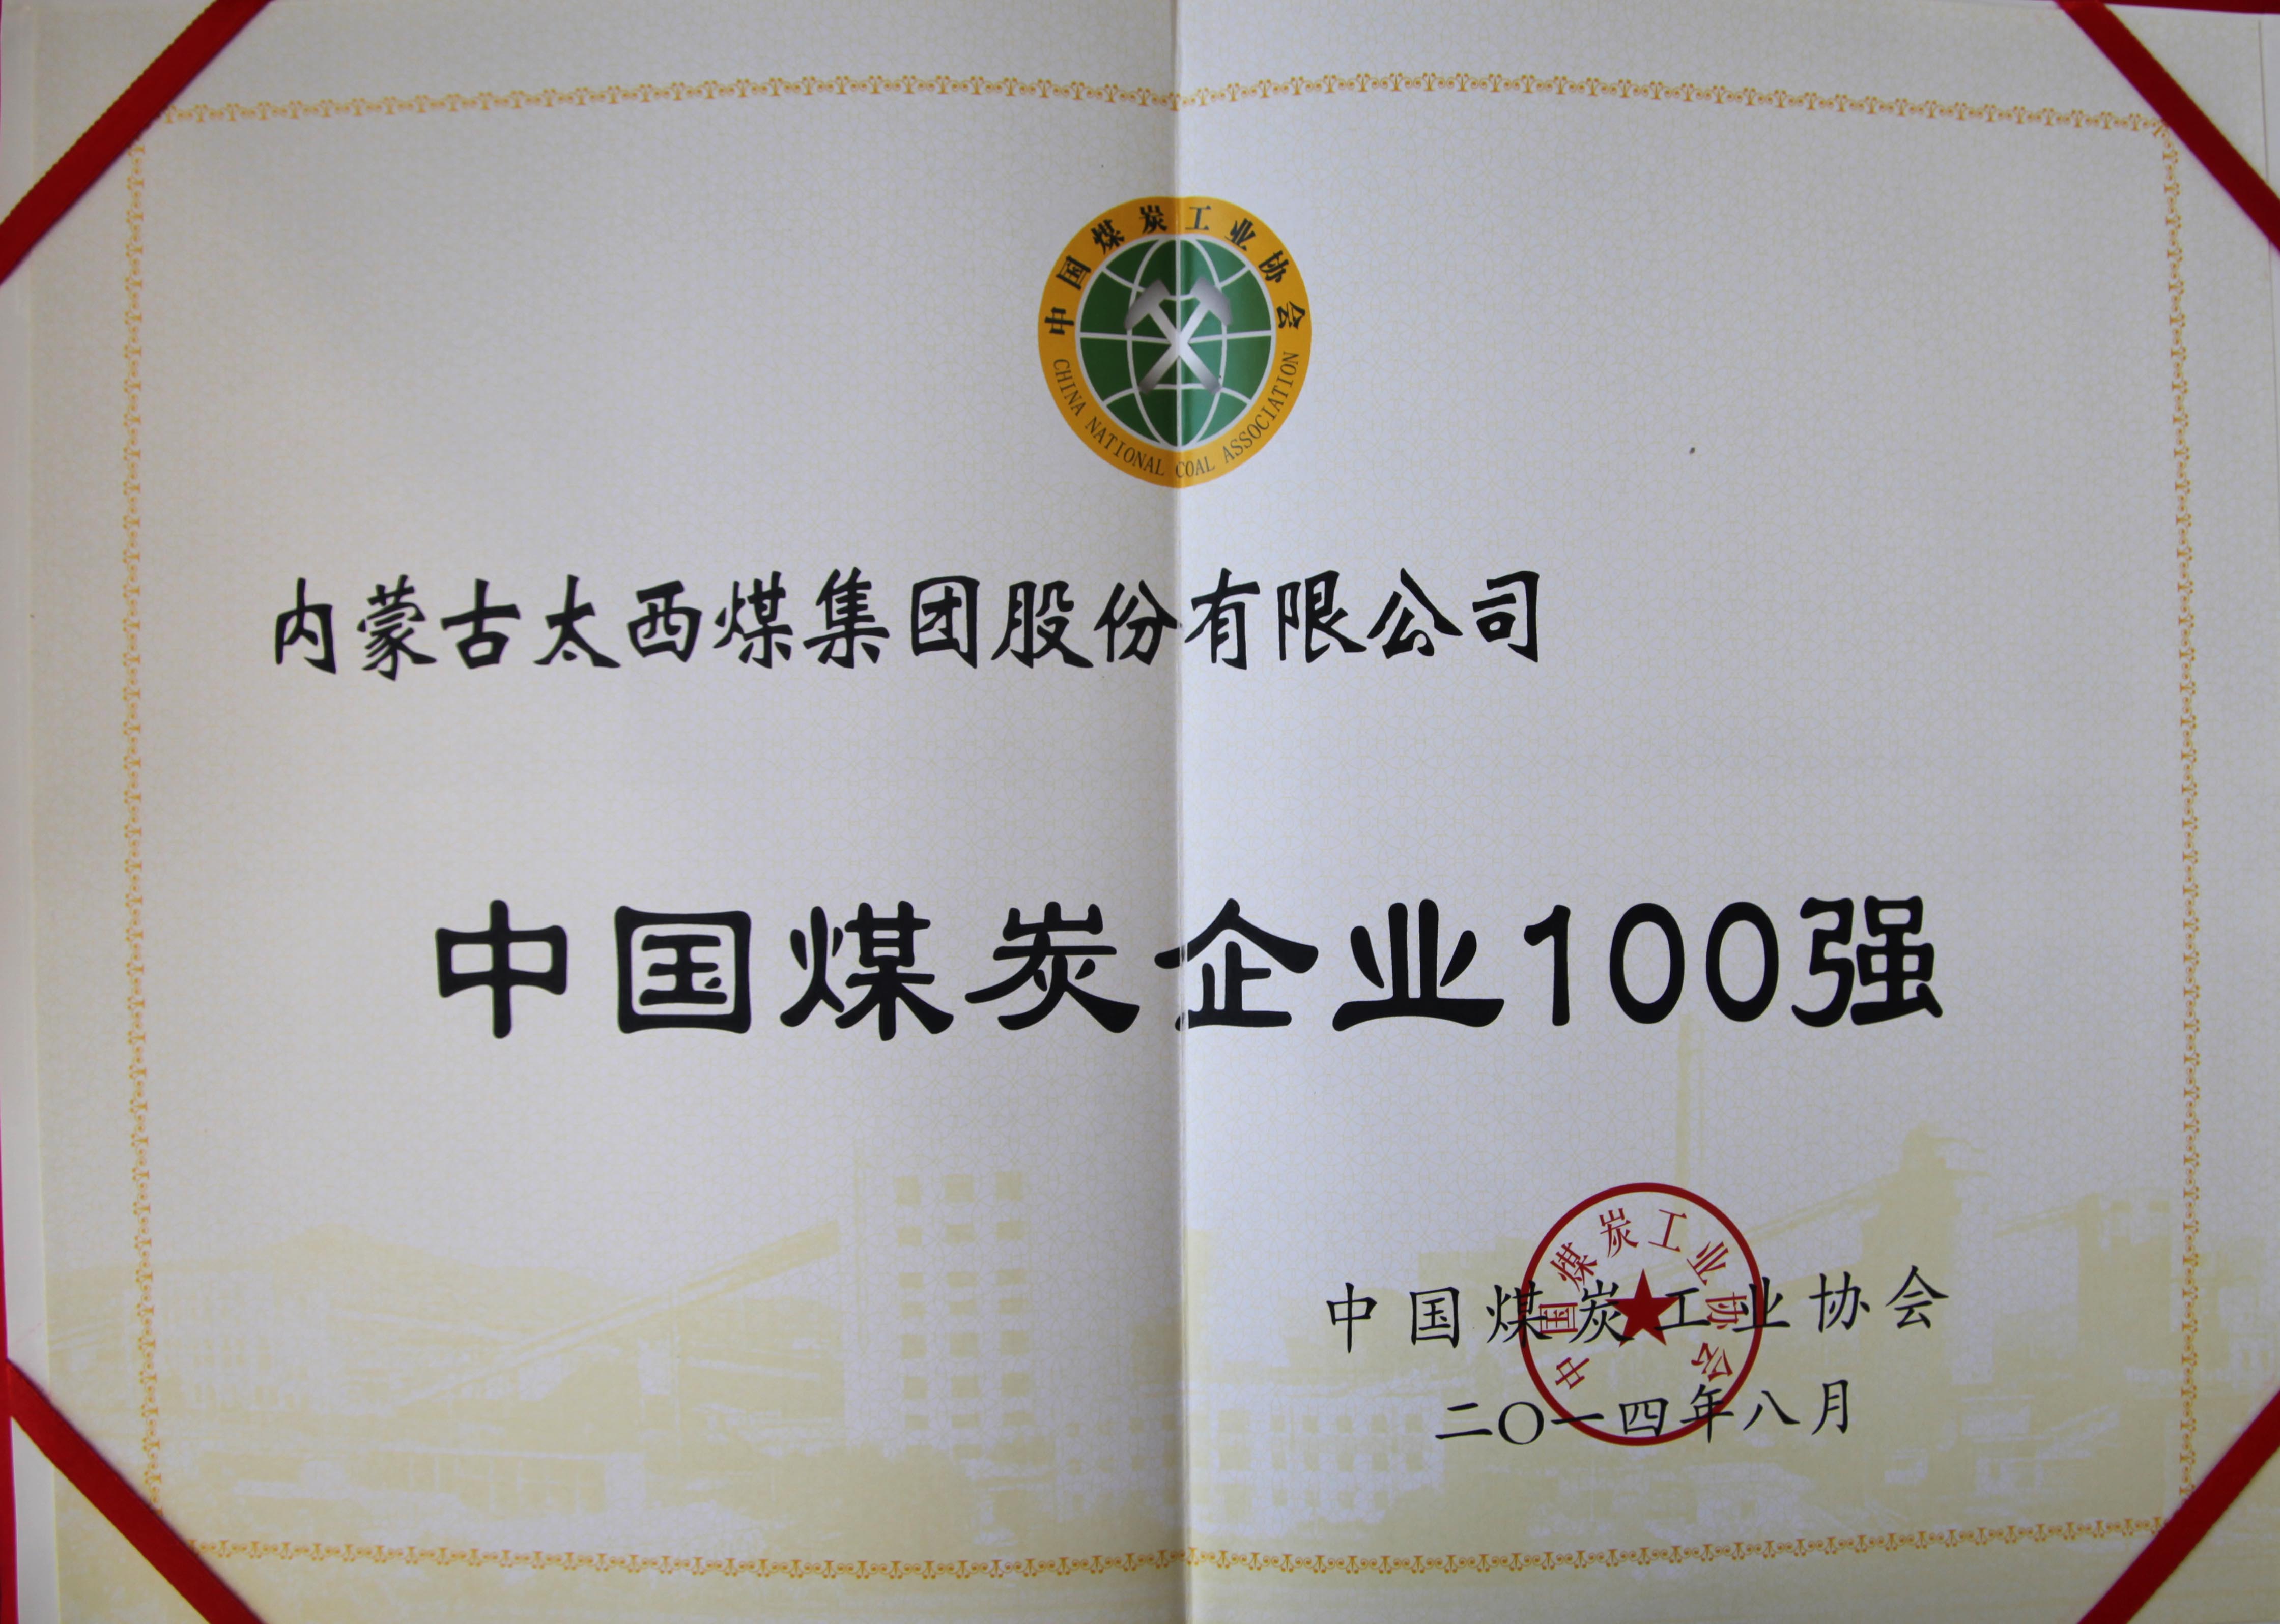 中国煤炭工业协会
CHINA NATIONAL COAL ASSOCIATION
内蒙古太西煤集团股份有限公司
中国煤炭企业100强
中国煤炭工业协会
中国煤炭工业协会
二〇一四年八月